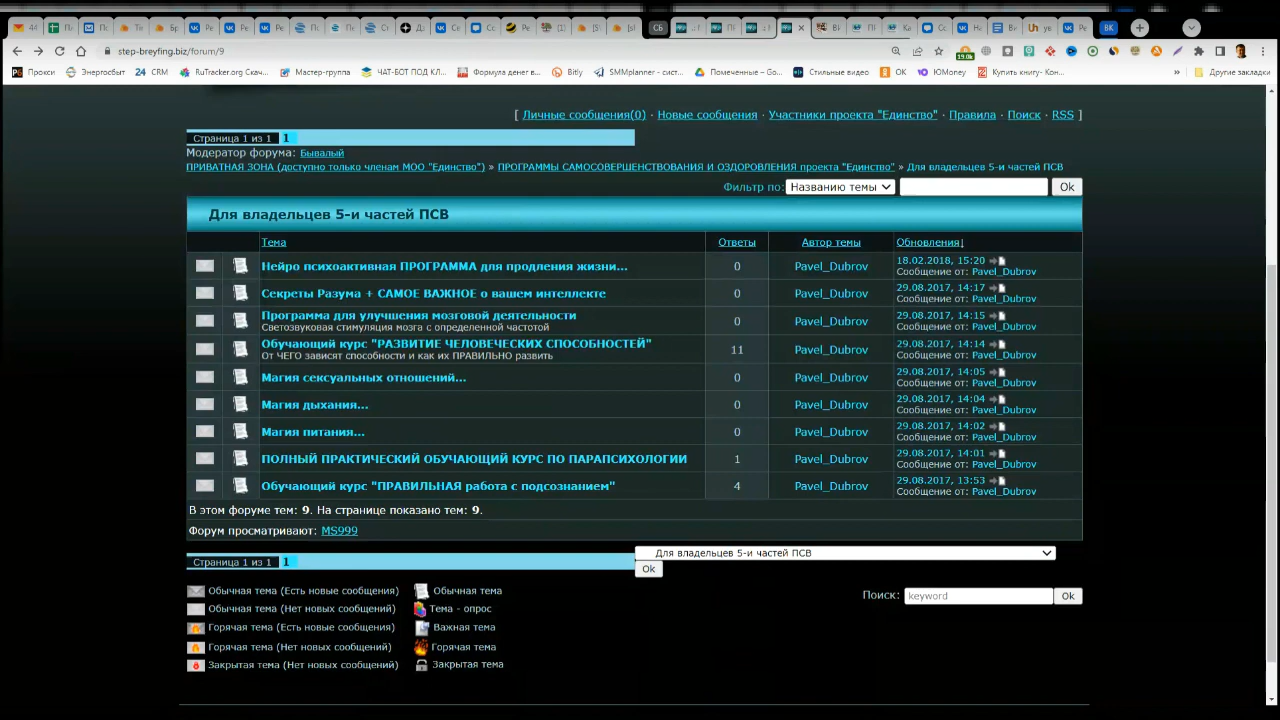 44
step-breyfing.biz/forum/9
19.0k
Прокси
Энергосбыт
24 CRM
RuTracker.org Скач...
Мастер-группа
ЧАТ-БОТ ПОД КЛ...
Формула денег в...
Bitly
SMMplanner - сис...
Помеченные – Go...
Стильные видео
OK
ЮMoney
Купить книгу- Кон...
»
Другие закладки
[ Личные сообщения(0) · Новые сообщения · Участники проекта "Единство" · Правила · Поиск · RSS ]
Страница 1 из 1 1
Модератор форума: Бывалый
ПРИВАТНАЯ ЗОНА (доступно только членам МОО "Единство") » ПРОГРАММЫ САМОСОВЕРШЕНСТВОВАНИЯ И ОЗДОРОВЛЕНИЯ проекта "Единство" » Для владельцев 5-и частей ПСВ
Фильтр по: Названию темы Ok
Для владельцев 5-и частей ПСВ
Тема Ответы Автор темы Обновления↓
Нейро психоактивная ПРОГРАММА для продления жизни... 0 Pavel_Dubrov 18.02.2018, 15:20
Сообщение от: Pavel_Dubrov
Секреты Разума + САМОЕ ВАЖНОЕ о вашем интеллекте 0 Pavel_Dubrov 29.08.2017, 14:17
Сообщение от: Pavel_Dubrov
Программа для улучшения мозговой деятельности 0 Pavel_Dubrov 29.08.2017, 14:15
Светозвуковая стимуляция мозга с определенной частотой Сообщение от: Pavel_Dubrov
Обучающий курс "РАЗВИТИЕ ЧЕЛОВЕЧЕСКИХ СПОСОБНОСТЕЙ" 11 Pavel_Dubrov 29.08.2017, 14:14
От ЧЕГО зависят способности и как их ПРАВИЛЬНО развить Сообщение от: Pavel_Dubrov
Магия сексуальных отношений... 0 Pavel_Dubrov 29.08.2017, 14:05
Сообщение от: Pavel_Dubrov
Магия дыхания... 0 Pavel_Dubrov 29.08.2017, 14:04
Сообщение от: Pavel_Dubrov
Магия питания... 0 Pavel_Dubrov 29.08.2017, 14:02
Сообщение от: Pavel_Dubrov
ПОЛНЫЙ ПРАКТИЧЕСКИЙ ОБУЧАЮЩИЙ КУРС ПО ПАРАПСИХОЛОГИИ 1 Pavel_Dubrov 29.08.2017, 14:01
Сообщение от: Pavel_Dubrov
Обучающий курс "ПРАВИЛЬНАЯ работа с подсознанием" 4 Pavel_Dubrov 29.08.2017, 13:53
Сообщение от: Pavel_Dubrov
В этом форуме тем: 9. На странице показано тем: 9.
Форум просматривают: MS999
Страница 1 из 1 1
Для владельцев 5-и частей ПСВ
Ok
Обычная тема (Есть новые сообщения) Обычная тема
Обычная тема (Нет новых сообщений) Тема - опрос
Горячая тема (Есть новые сообщения) Важная тема
Горячая тема (Нет новых сообщений) Горячая тема
Закрытая тема (Нет новых сообщений) Закрытая тема
Поиск: keyword Ok